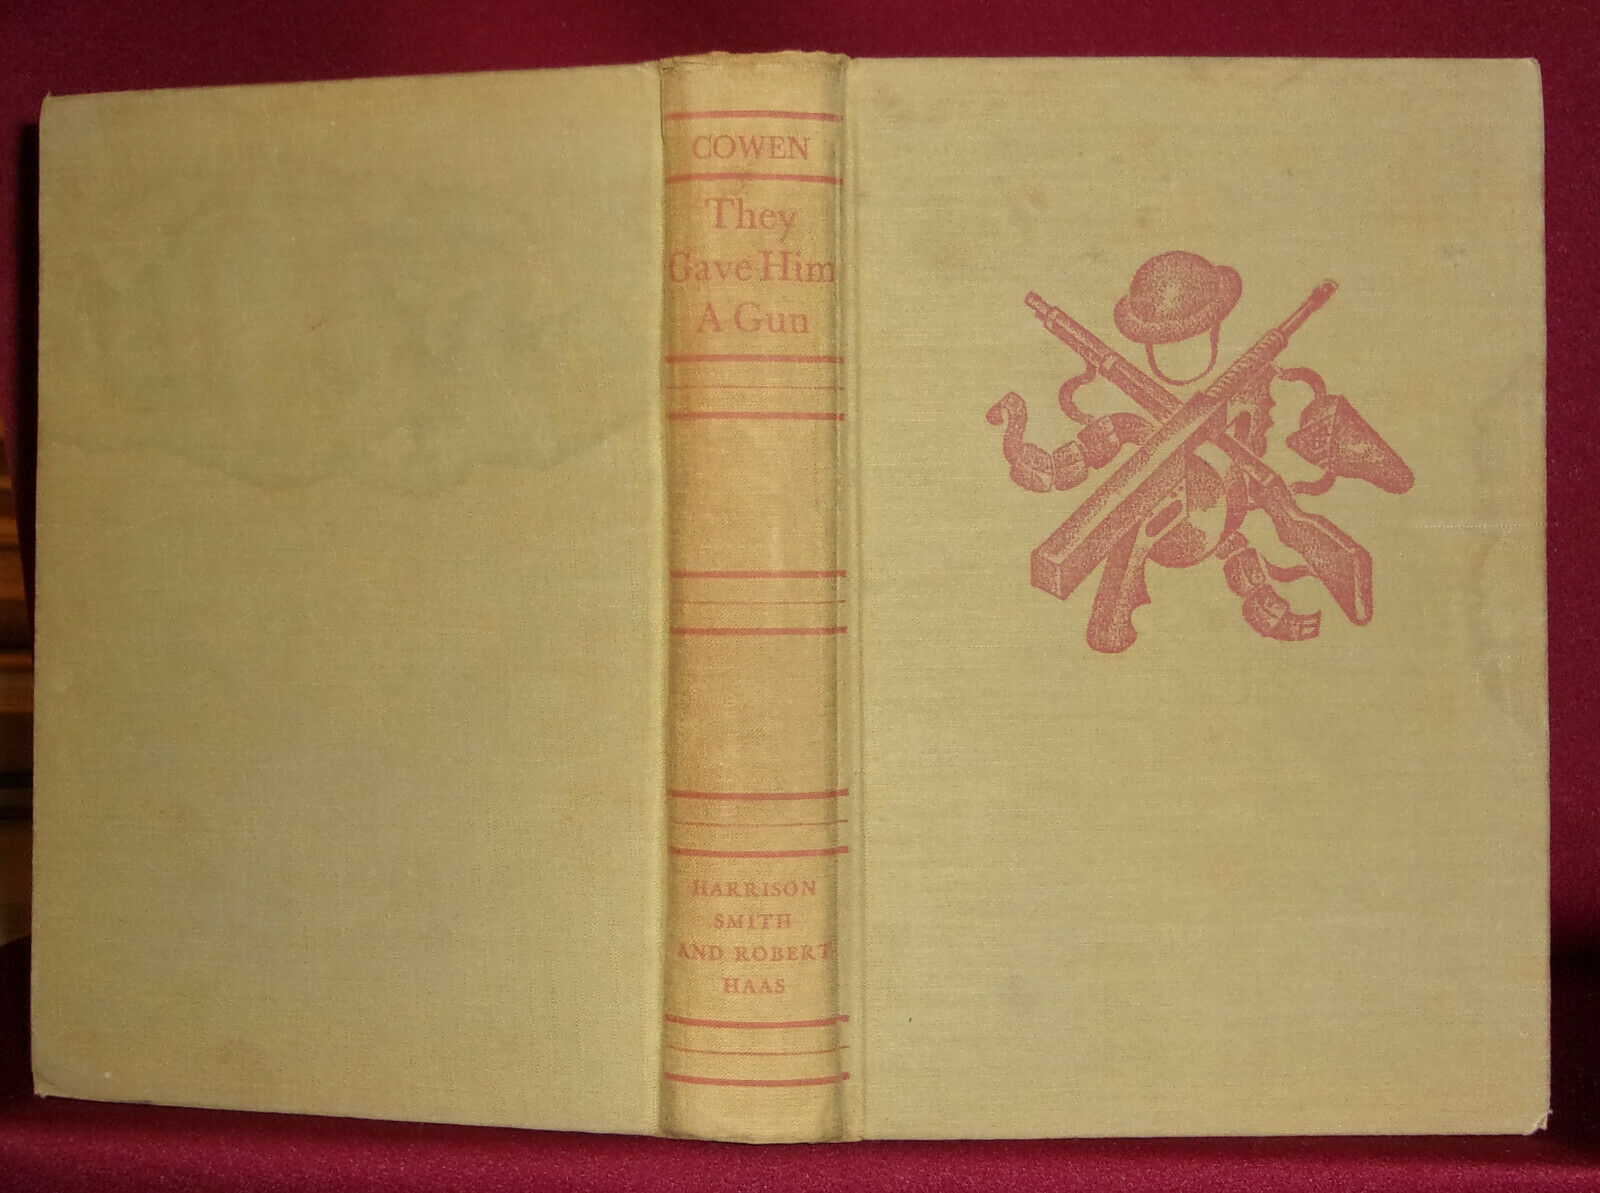 COWEN
They
Gave Him
A Gun
HARRISON
SMITH
AND ROBERT
HAAS